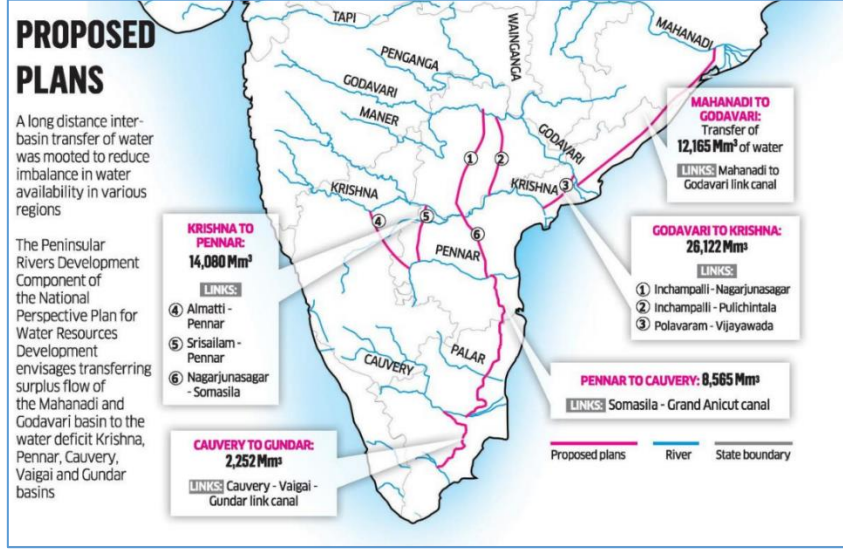 PROPOSED
PLANS
A long distance inter-
basin transfer of water
was mooted to reduce
imbalance in water
availability in various
regions
The Peninsular
Rivers Development
Component of
the National
Perspective Plan for
Water Resources
Development
envisages transferring
surplus flow of
the Mahanadi and
Godavari basin to the
water deficit Krishna,
Pennar, Cauvery,
Vaigai and Gundar
basins
TAPI
WAINGANGA
MAHANADI
PENGANGA
GODAVARI
MANER
GODAVARI
KRISHNA
KRISHNA
PENNAR
PALAR
CAUVERY
1
2
3
4
5
6
MAHANADI TO
GODAVARI:
Transfer of
12,165 Mm³ of water
LINKS: Mahanadi to
Godavari link canal
GODAVARI TO KRISHNA:
26,122 Mm³
LINKS:
1 Inchampalli - Nagarjunasagar
2 Inchampalli - Pulichintala
3 Polavaram - Vijayawada
KRISHNA TO
PENNAR:
14,080 Mm³
LINKS:
4 Almatti -
Pennar
5 Srisailam -
Pennar
6 Nagarjunasagar
- Somasila
PENNAR TO CAUVERY: 8,565 Mm³
LINKS: Somasila - Grand Anicut canal
CAUVERY TO GUNDAR:
2,252 Mm³
LINKS: Cauvery - Vaigai -
Gundar link canal
Proposed plans
River
State boundary